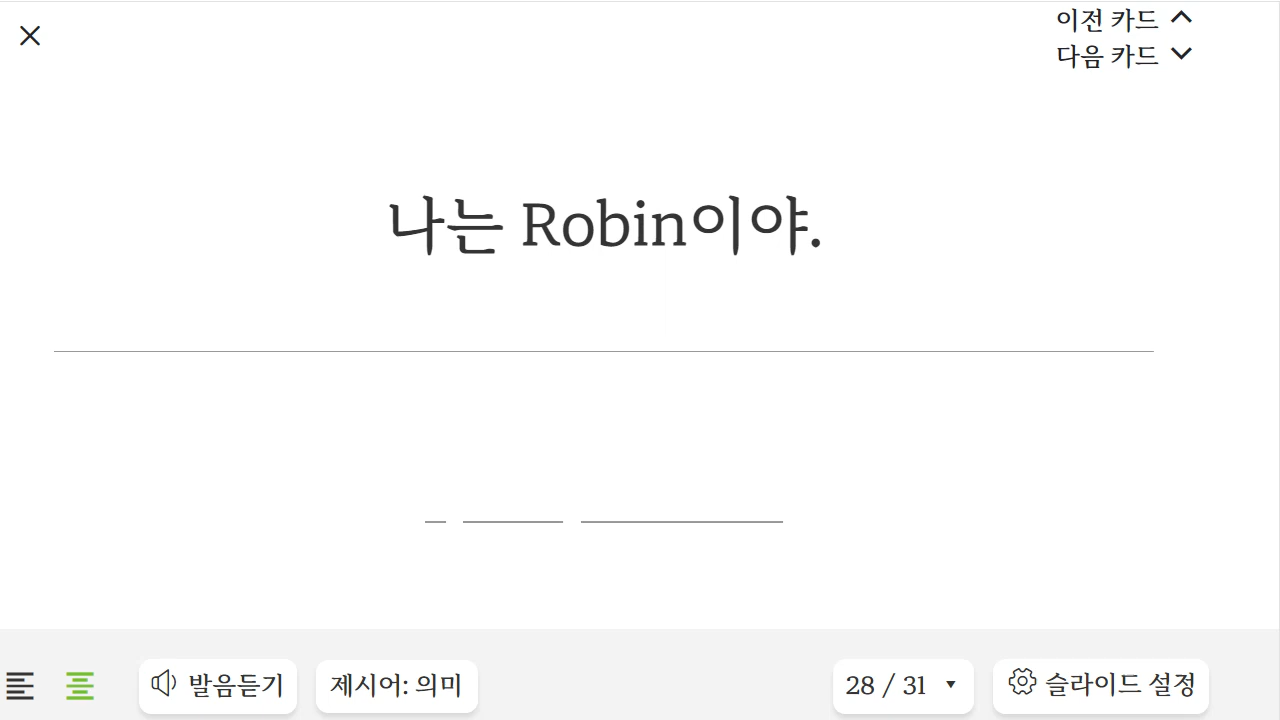 이전 카드
다음 카드
나는 Robin이야.
발음듣기
제시어: 의미
28 / 31
슬라이드 설정